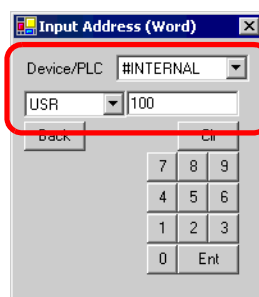 Input Address (Word)
Device/PLC #INTERNAL
USR 100
Back Clr
7 8 9
4 5 6
1 2 3
0 Ent